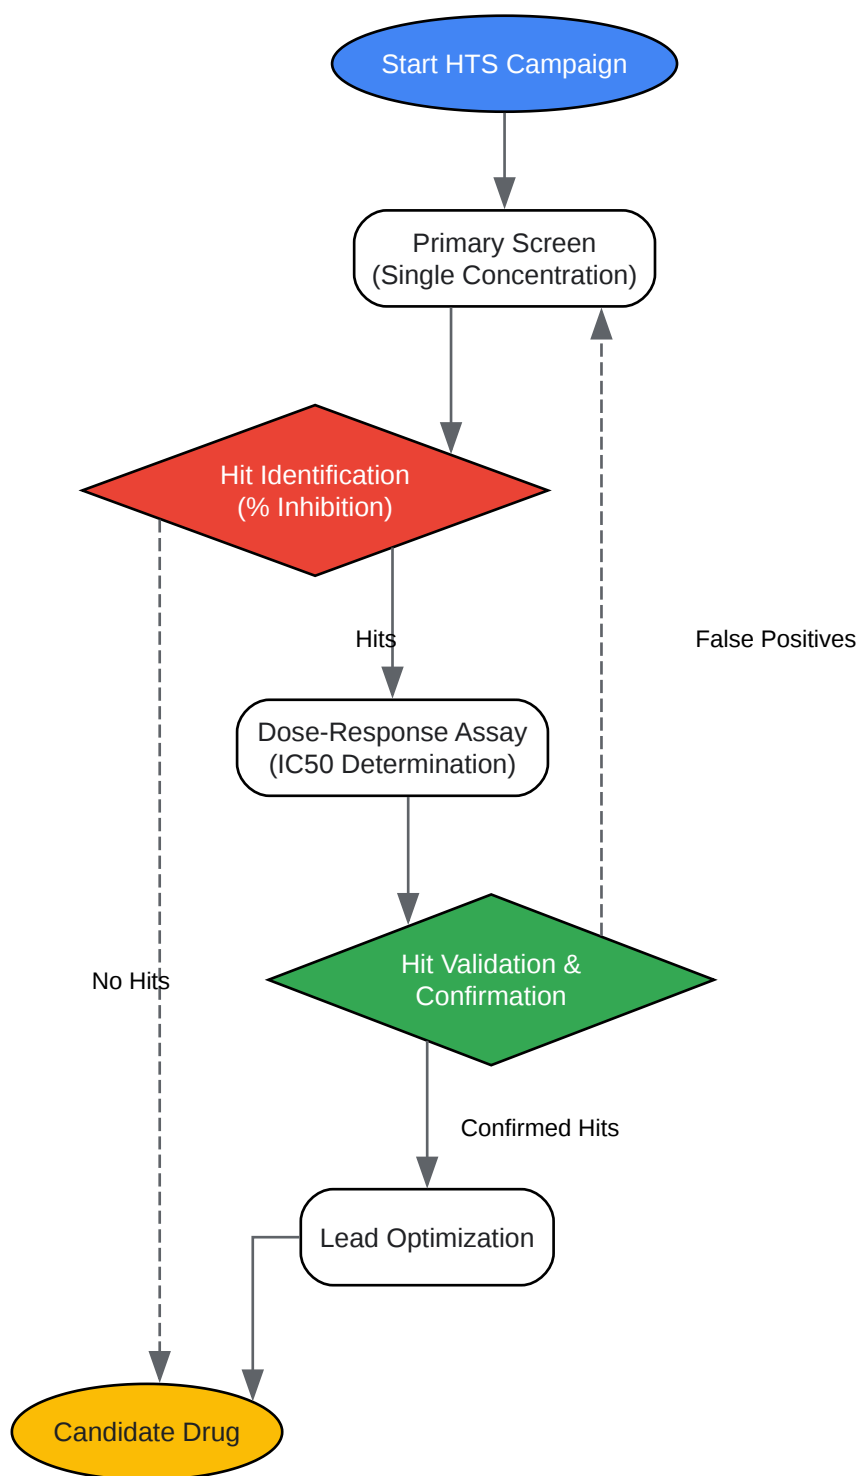 Start HTS Campaign
Primary Screen
(Single Concentration)
Hit Identification
(% Inhibition)
Hits
False Positives
Dose-Response Assay
(IC50 Determination)
Hit Validation &
Confirmation
No Hits
Confirmed Hits
Lead Optimization
Candidate Drug